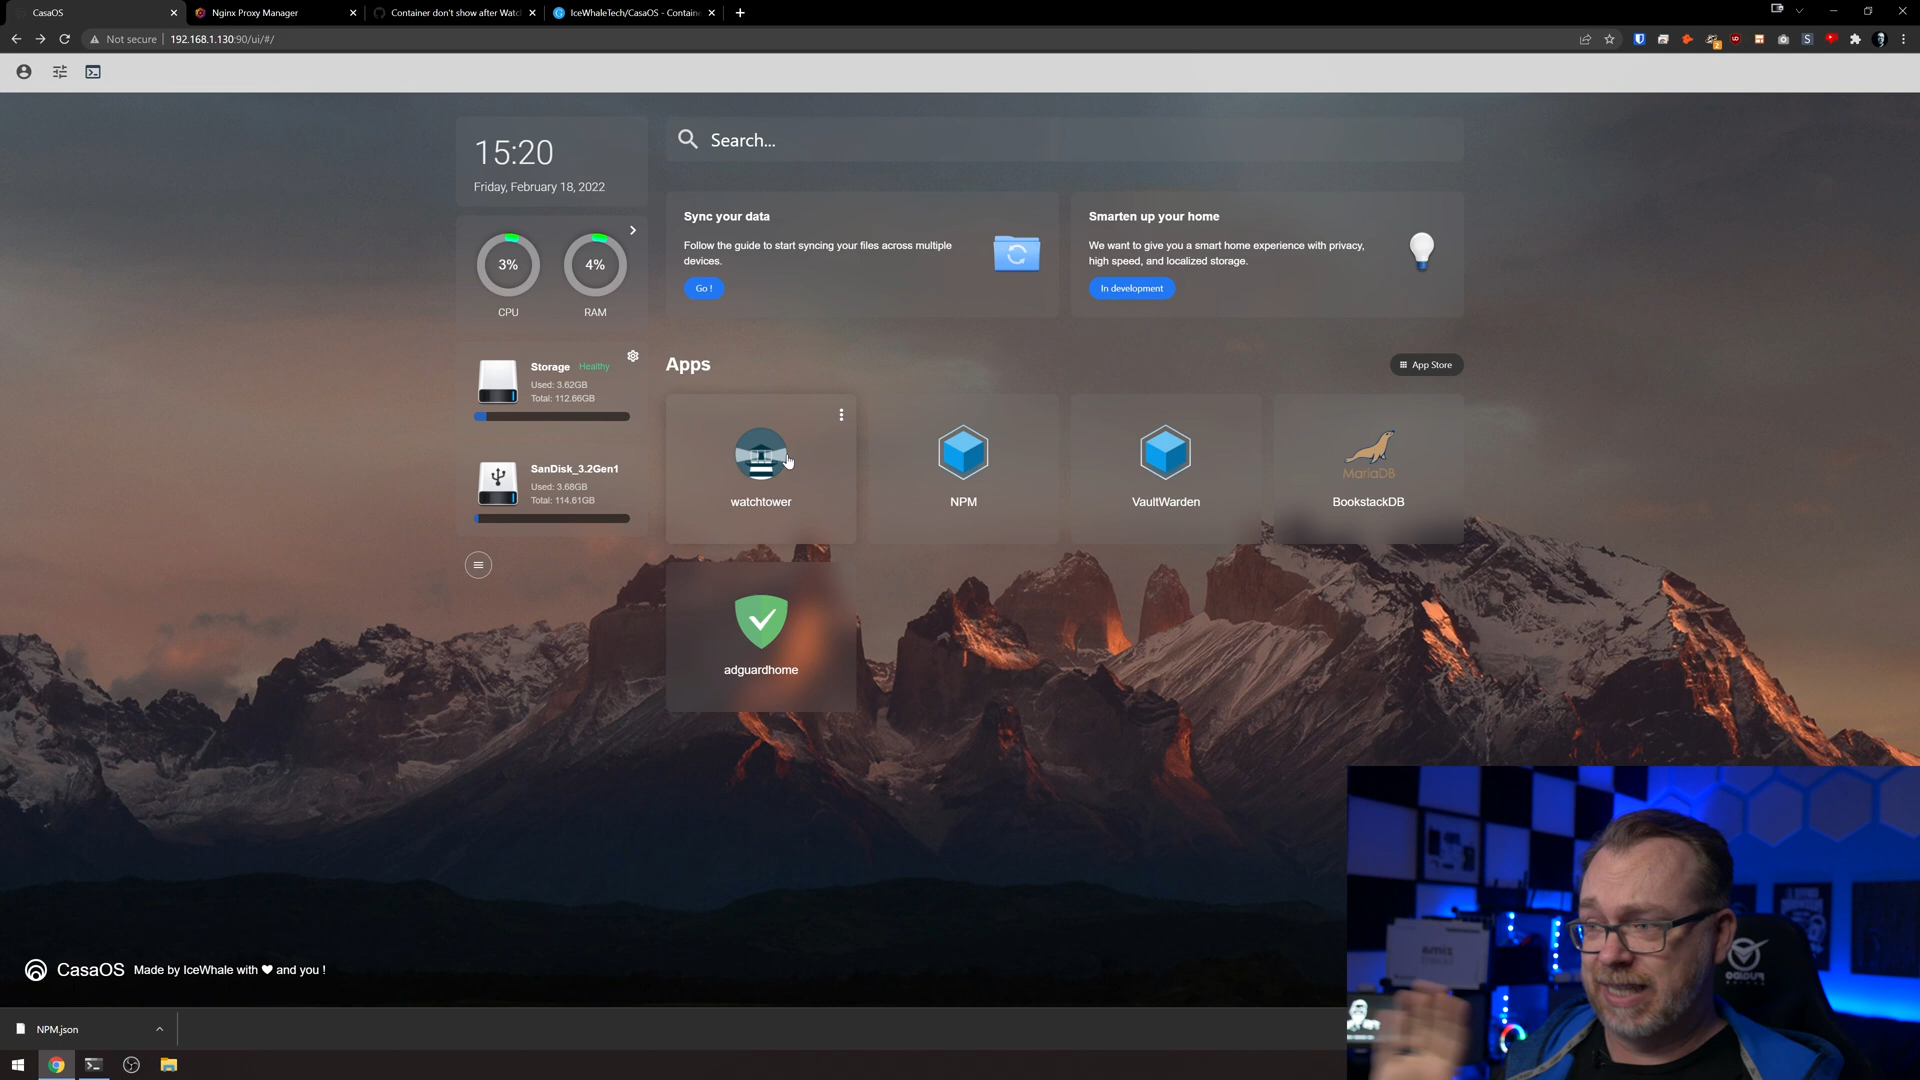 CasaOS
Nginx Proxy Manager
Container don't show after Watc
IceWhaleTech/CasaOS - Containe
Not secure
192.168.1.130:90/ui/#/
2
15:20
Friday, February 18, 2022
3%
CPU
4%
RAM
Storage Healthy
Used: 3.62GB
Total: 112.66GB
SanDisk_3.2Gen1
Used: 3.68GB
Total: 114.61GB
Search...
Sync your data
Follow the guide to start syncing your files across multiple
devices.
Go !
Smarten up your home
We want to give you a smart home experience with privacy,
high speed, and localized storage.
In development
Apps
App Store
watchtower
NPM
VaultWarden
MariaDB
BookstackDB
adguardhome
CasaOS Made by IceWhale with and you !
NPM.json